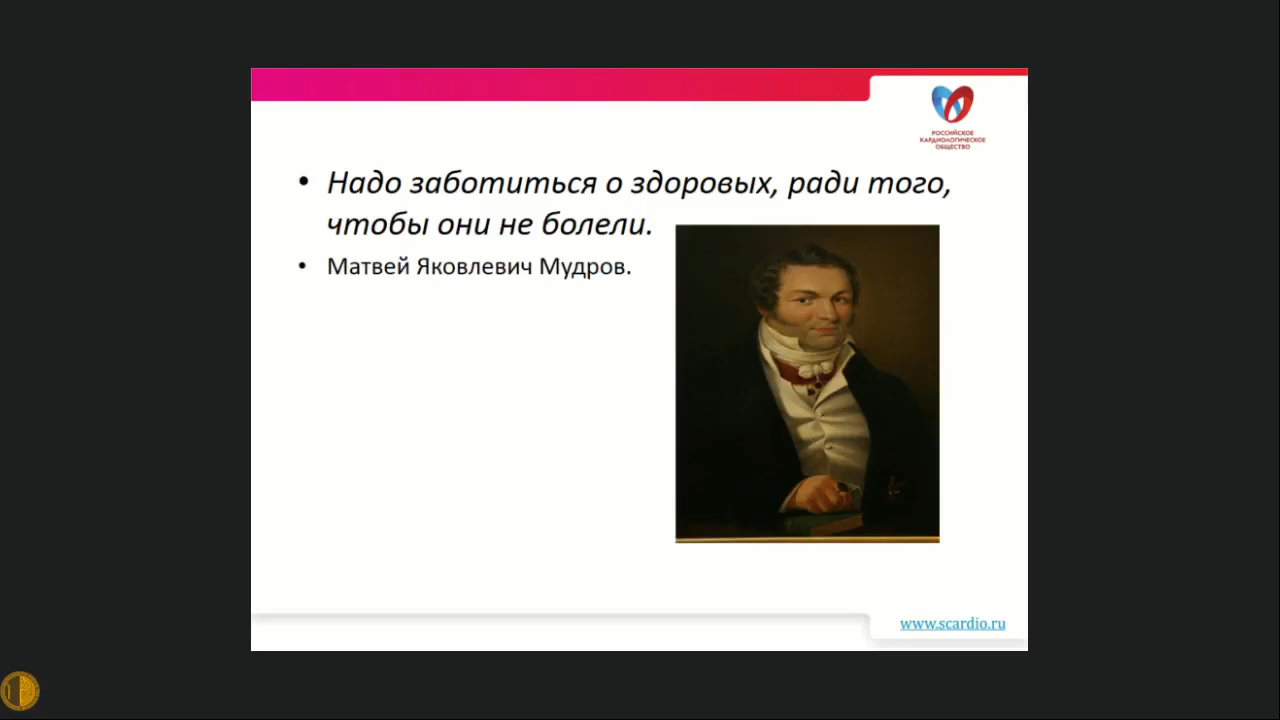 РОССИЙСКОЕ
КАРДИОЛОГИЧЕСКОЕ
ОБЩЕСТВО
• Надо заботиться о здоровых, ради того,
чтобы они не болели.
• Матвей Яковлевич Мудров.
www.scardio.ru